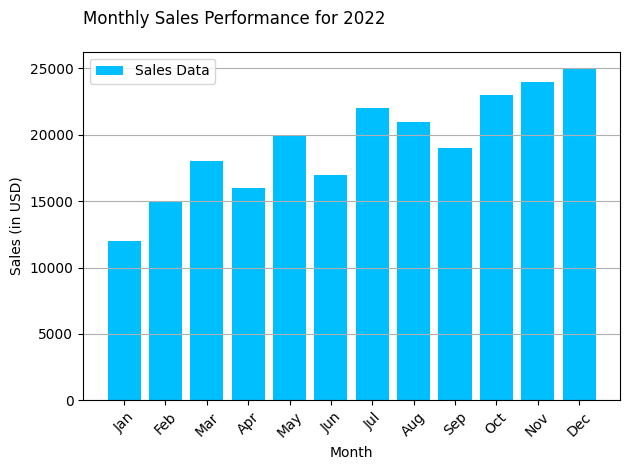 Monthly Sales Performance for 2022
Sales Data
25000
20000
15000
10000
5000
0
Sales (in USD)
Jan Feb Mar Apr May Jun Jul Aug Sep Oct Nov Dec
Month